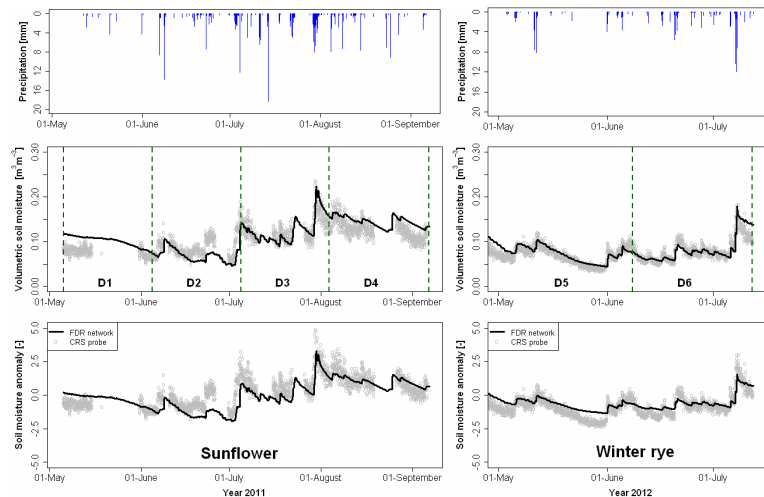 Precipitation [mm]
0
4
8
12
16
20
01-May
01-June
01-July
01-August
01-September
0
4
8
12
16
20
Precipitation [mm]
01-May
01-June
01-July
Volumetric soil moisture [m³m⁻³]
0.00
0.10
0.20
0.30
D1
D2
D3
D4
01-May
01-June
01-July
01-August
01-September
Volumetric soil moisture [m³m⁻³]
0.00
0.10
0.20
0.30
D5
D6
01-May
01-June
01-July
Soil moisture anomaly [-]
-5.0
-2.5
0.0
2.5
5.0
FDR network
CRS probe
Sunflower
01-May
01-June
01-July
01-August
01-September
Year 2011
Soil moisture anomaly [-]
-5.0
-2.5
0.0
2.5
5.0
FDR network
CRS probe
Winter rye
01-May
01-June
01-July
Year 2012